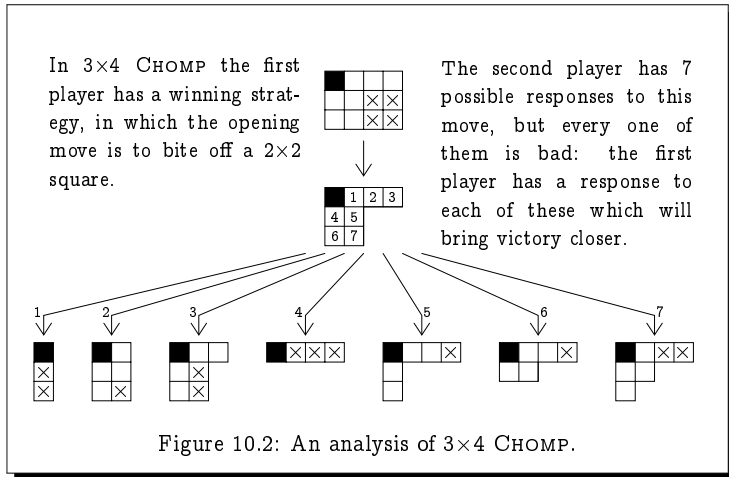 In 3×4 CHOMP the first
player has a winning strat-
egy, in which the opening
move is to bite off a 2×2
square.
The second player has 7
possible responses to this
move, but every one of
them is bad: the first
player has a response to
each of these which will
bring victory closer.
× ×
× ×
1 2 3
4 5
6 7
1 2 3 4 5 6 7
× × × × × × ×
× ×
× × ×
Figure 10.2: An analysis of 3×4 CHOMP.